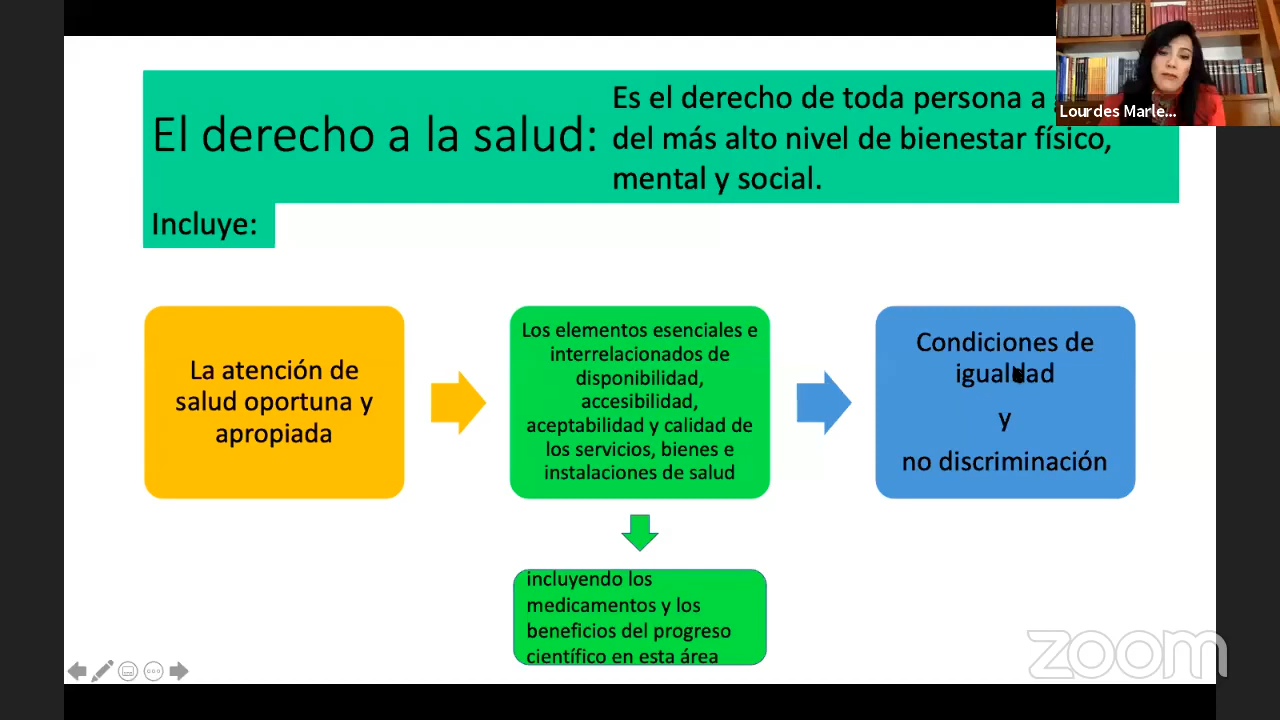 El derecho a la salud:
Es el derecho de toda persona a
del más alto nivel de bienestar físico,
mental y social.
Lourdes Marle...
Incluye:
La atención de
salud oportuna y
apropiada
Los elementos esenciales e
interrelacionados de
disponibilidad,
accesibilidad,
aceptabilidad y calidad de
los servicios, bienes e
instalaciones de salud
Condiciones de
igualdad
y
no discriminación
incluyendo los
medicamentos y los
beneficios del progreso
científico en esta área
zoom